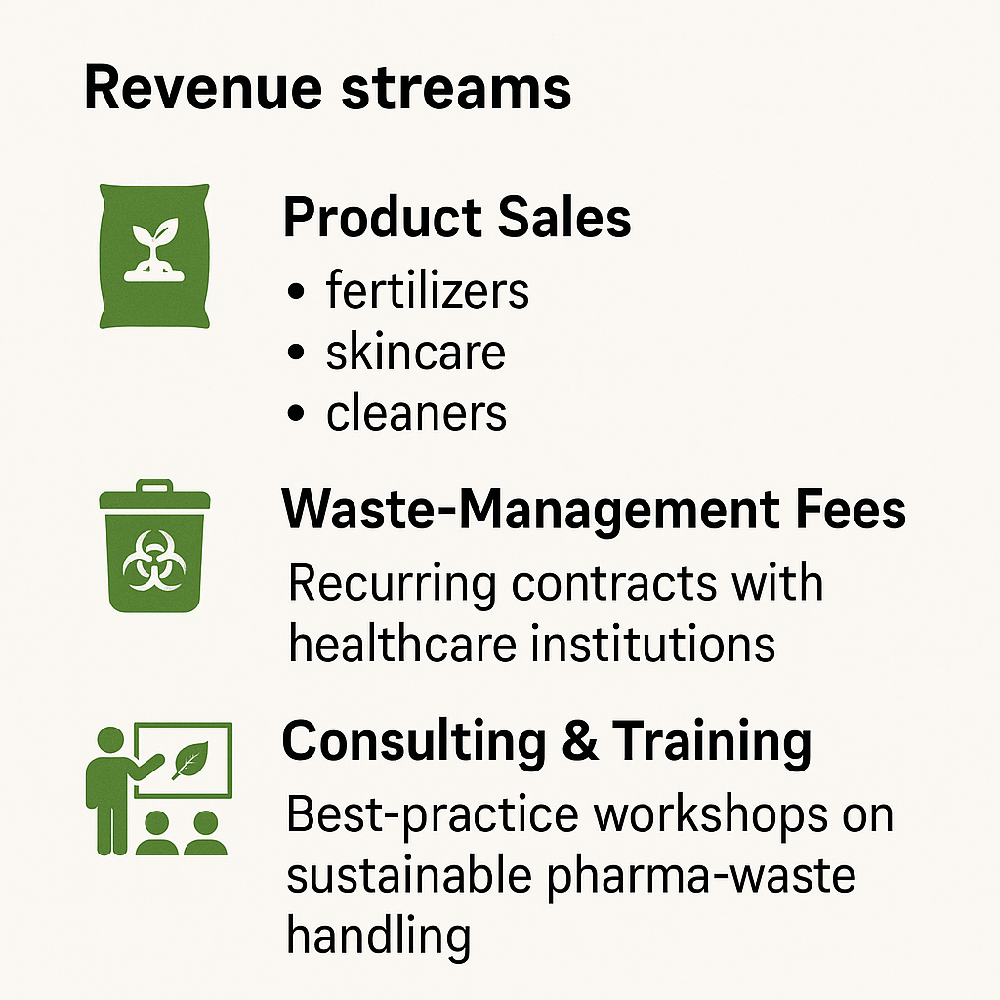 Revenue streams
Product Sales
• fertilizers
• skincare
• cleaners
Waste-Management Fees
Recurring contracts with
healthcare institutions
Consulting & Training
Best-practice workshops on
sustainable pharma-waste
handling